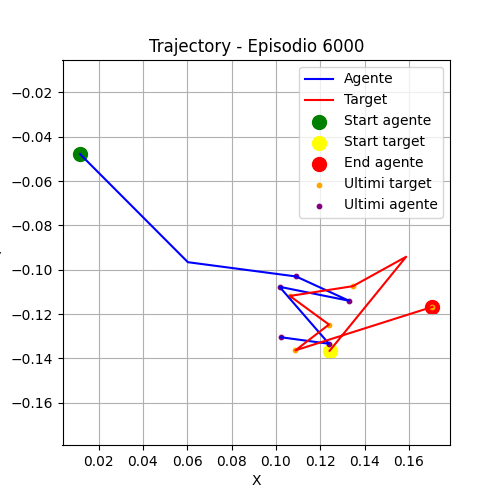 Trajectory - Episodio 6000
Agente
Target
Start agente
Start target
End agente
Ultimi target
Ultimi agente
−0.02
−0.04
−0.06
−0.08
−0.10
−0.12
−0.14
−0.16
0.02 0.04 0.06 0.08 0.10 0.12 0.14 0.16
X